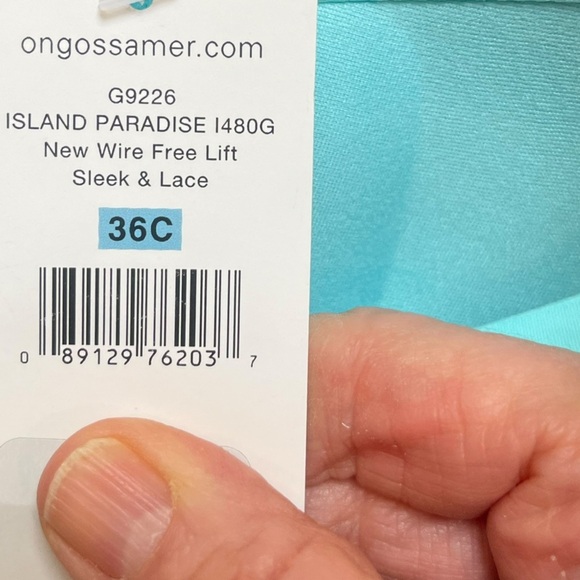 ongossamer.com
G9226
ISLAND PARADISE I480G
New Wire Free Lift
Sleek & Lace
36C
0 89129 76203 7